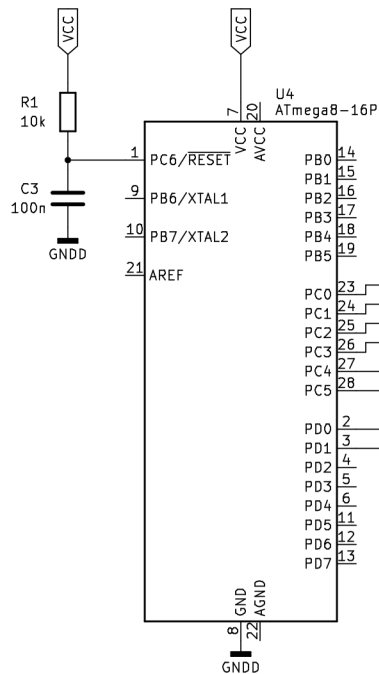 VCC
VCC
R1
10k
U4
ATmega8-16P
7
20
VCC
AVCC
1
PC6/RESET
PB0
14
PB1
15
C3
100n
9
PB6/XTAL1
PB2
16
PB3
17
10
PB7/XTAL2
PB4
18
PB5
19
GNDD
21
AREF
PC0
23
PC1
24
PC2
25
PC3
26
PC4
27
PC5
28
PD0
2
PD1
3
PD2
4
PD3
5
PD4
6
PD5
11
PD6
12
PD7
13
GND
AGND
8
22
GNDD